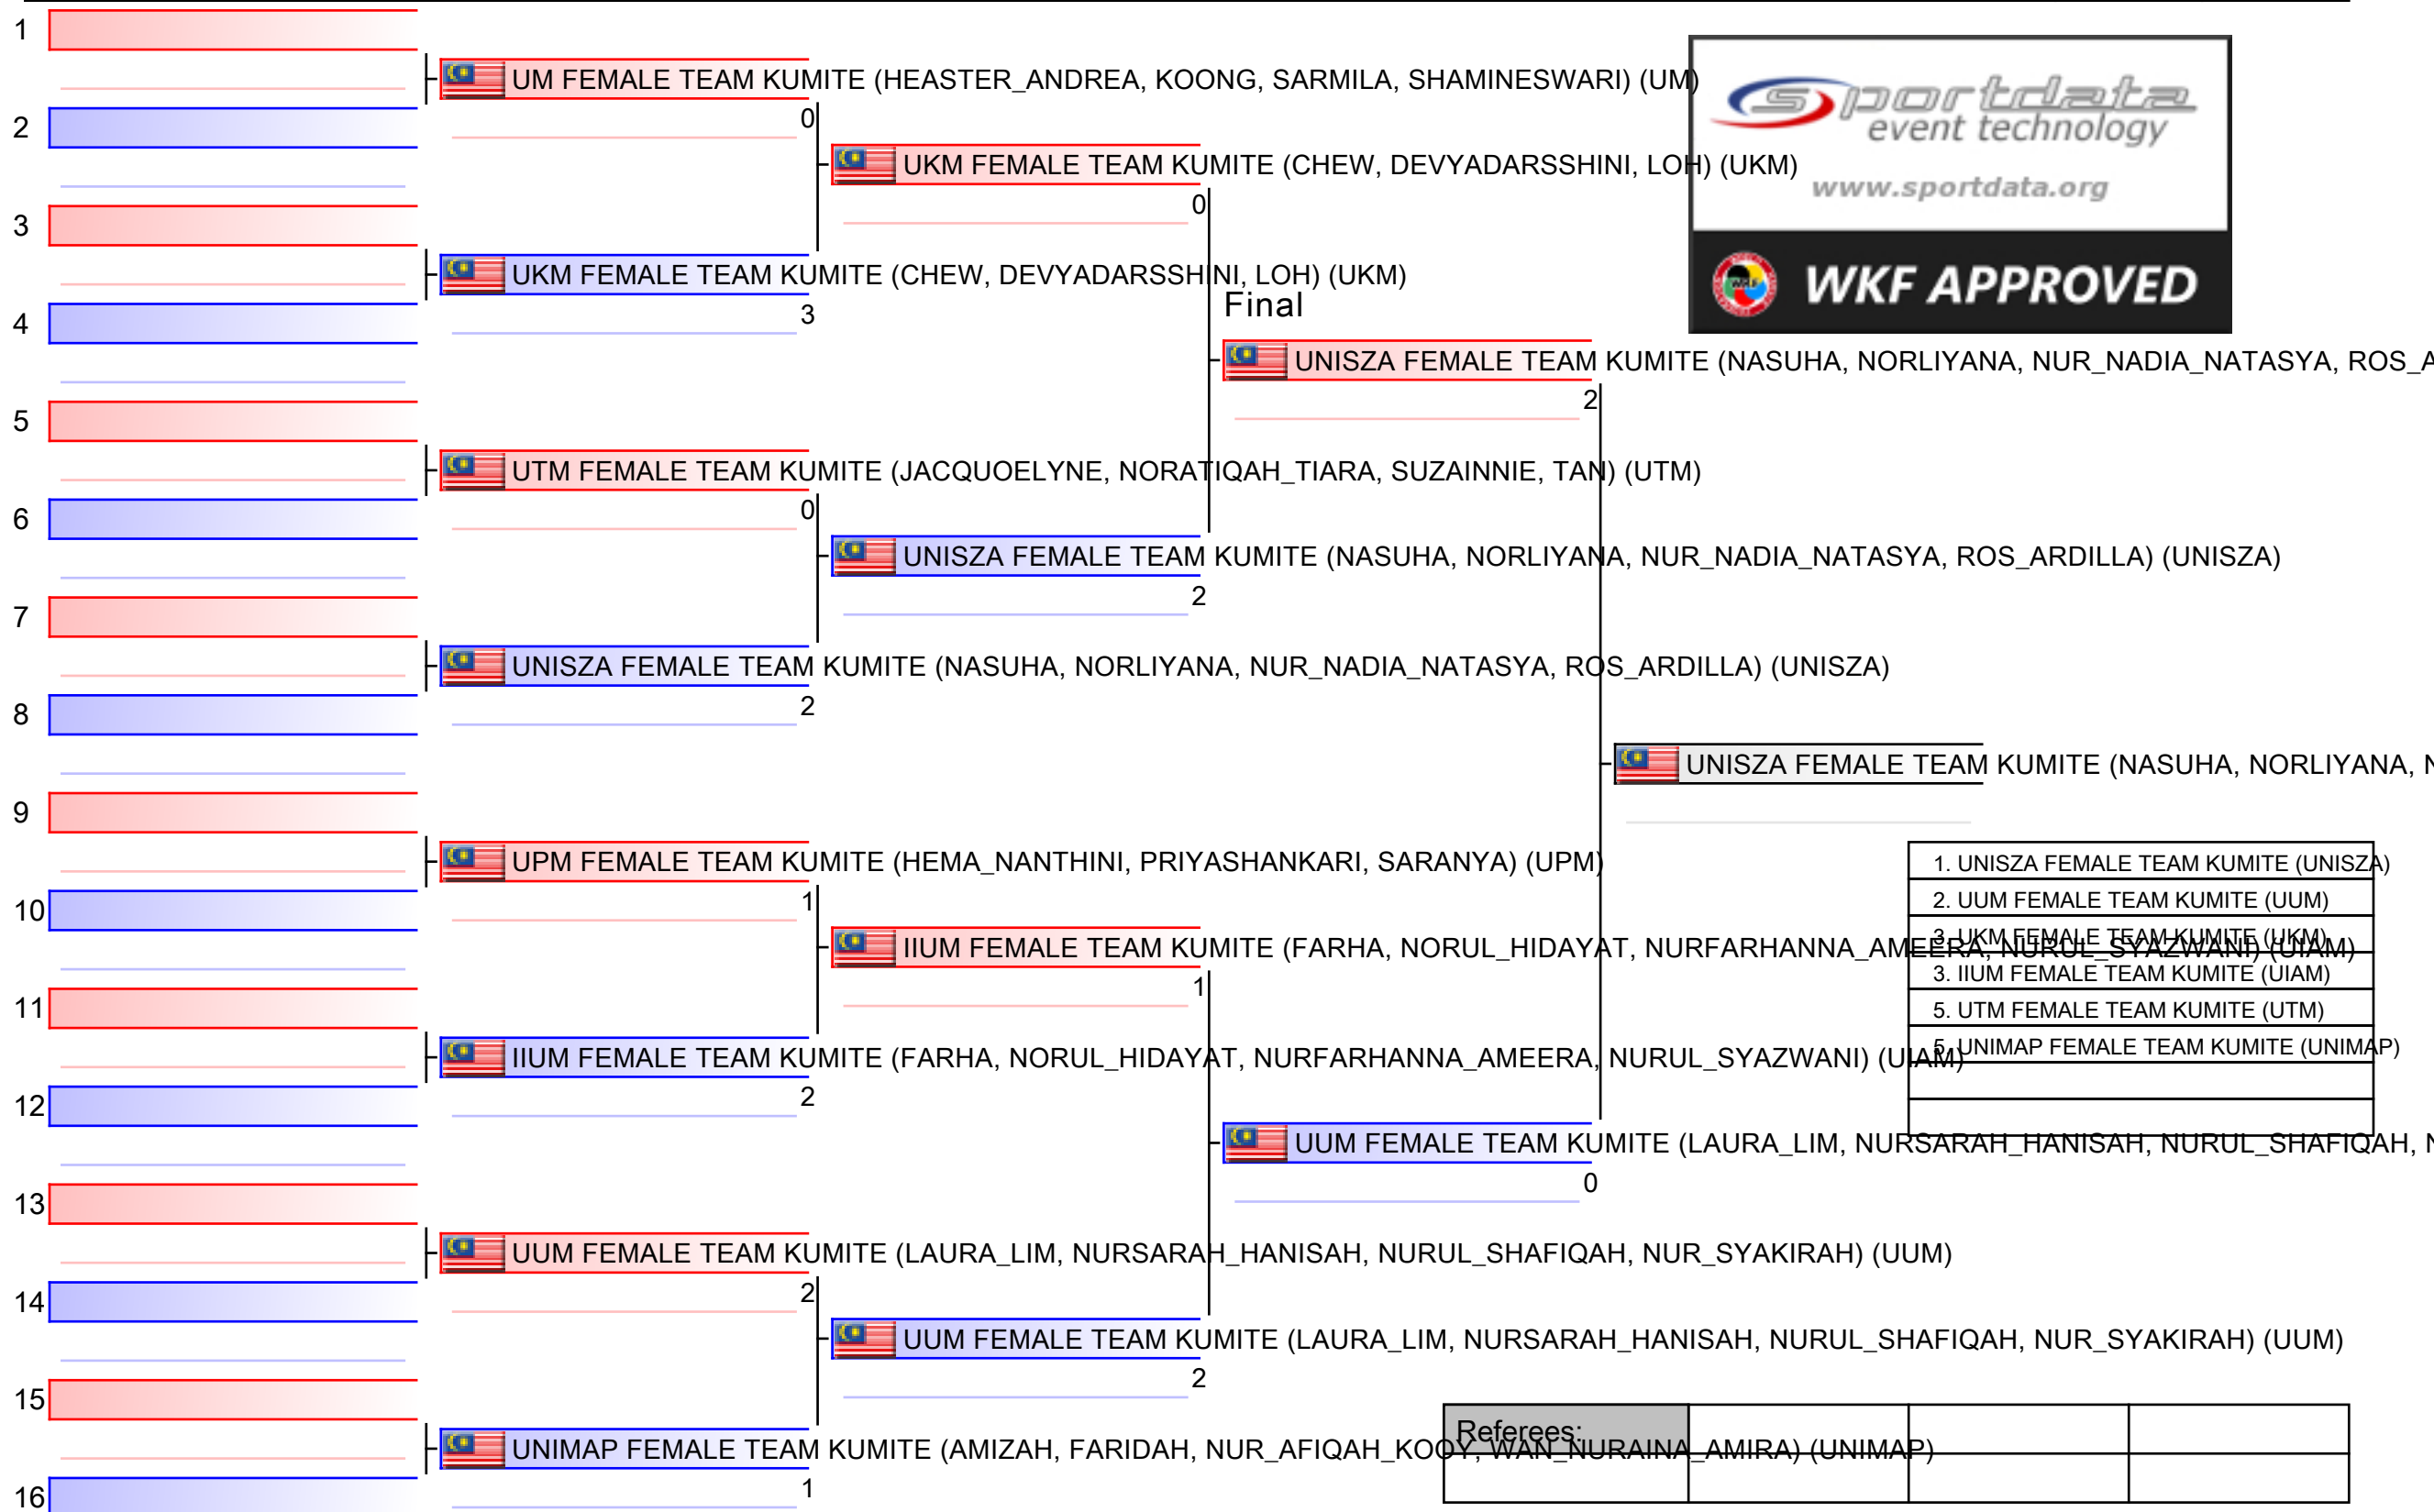 1
UM FEMALE TEAM KUMITE (HEASTER_ANDREA, KOONG, SARMILA, SHAMINESWARI) (UM)
0
2
UKM FEMALE TEAM KUMITE (CHEW, DEVYADARSSHINI, LOH) (UKM)
0
3
UKM FEMALE TEAM KUMITE (CHEW, DEVYADARSSHINI, LOH) (UKM)
3
4
sportdata
event technology
www.sportdata.org
WKF APPROVED
Final
UNISZA FEMALE TEAM KUMITE (NASUHA, NORLIYANA, NUR_NADIA_NATASYA, ROS_A
2
5
UTM FEMALE TEAM KUMITE (JACQUOELYNE, NORATIQAH_TIARA, SUZAINNIE, TAN) (UTM)
0
6
UNISZA FEMALE TEAM KUMITE (NASUHA, NORLIYANA, NUR_NADIA_NATASYA, ROS_ARDILLA) (UNISZA)
2
7
UNISZA FEMALE TEAM KUMITE (NASUHA, NORLIYANA, NUR_NADIA_NATASYA, ROS_ARDILLA) (UNISZA)
2
8
UNISZA FEMALE TEAM KUMITE (NASUHA, NORLIYANA, N
9
UPM FEMALE TEAM KUMITE (HEMA_NANTHINI, PRIYASHANKARI, SARANYA) (UPM)
1
10
IIUM FEMALE TEAM KUMITE (FARHA, NORUL_HIDAYAT, NURFARHANNA_AMEERA, NURUL_SYAZWANI) (UIAM)
1
1. UNISZA FEMALE TEAM KUMITE (UNISZA)
2. UUM FEMALE TEAM KUMITE (UUM)
3. UKM FEMALE TEAM KUMITE (UKM)
3. IIUM FEMALE TEAM KUMITE (UIAM)
5. UTM FEMALE TEAM KUMITE (UTM)
5. UNIMAP FEMALE TEAM KUMITE (UNIMAP)
11
IIUM FEMALE TEAM KUMITE (FARHA, NORUL_HIDAYAT, NURFARHANNA_AMEERA, NURUL_SYAZWANI) (UIAM)
2
12
UUM FEMALE TEAM KUMITE (LAURA_LIM, NURSARAH_HANISAH, NURUL_SHAFIQAH, N
0
13
UUM FEMALE TEAM KUMITE (LAURA_LIM, NURSARAH_HANISAH, NURUL_SHAFIQAH, NUR_SYAKIRAH) (UUM)
2
14
UUM FEMALE TEAM KUMITE (LAURA_LIM, NURSARAH_HANISAH, NURUL_SHAFIQAH, NUR_SYAKIRAH) (UUM)
2
15
UNIMAP FEMALE TEAM KUMITE (AMIZAH, FARIDAH, NUR_AFIQAH_KOOY, WAN_NURAINA_AMIRA) (UNIMAP)
1
16
Referees: